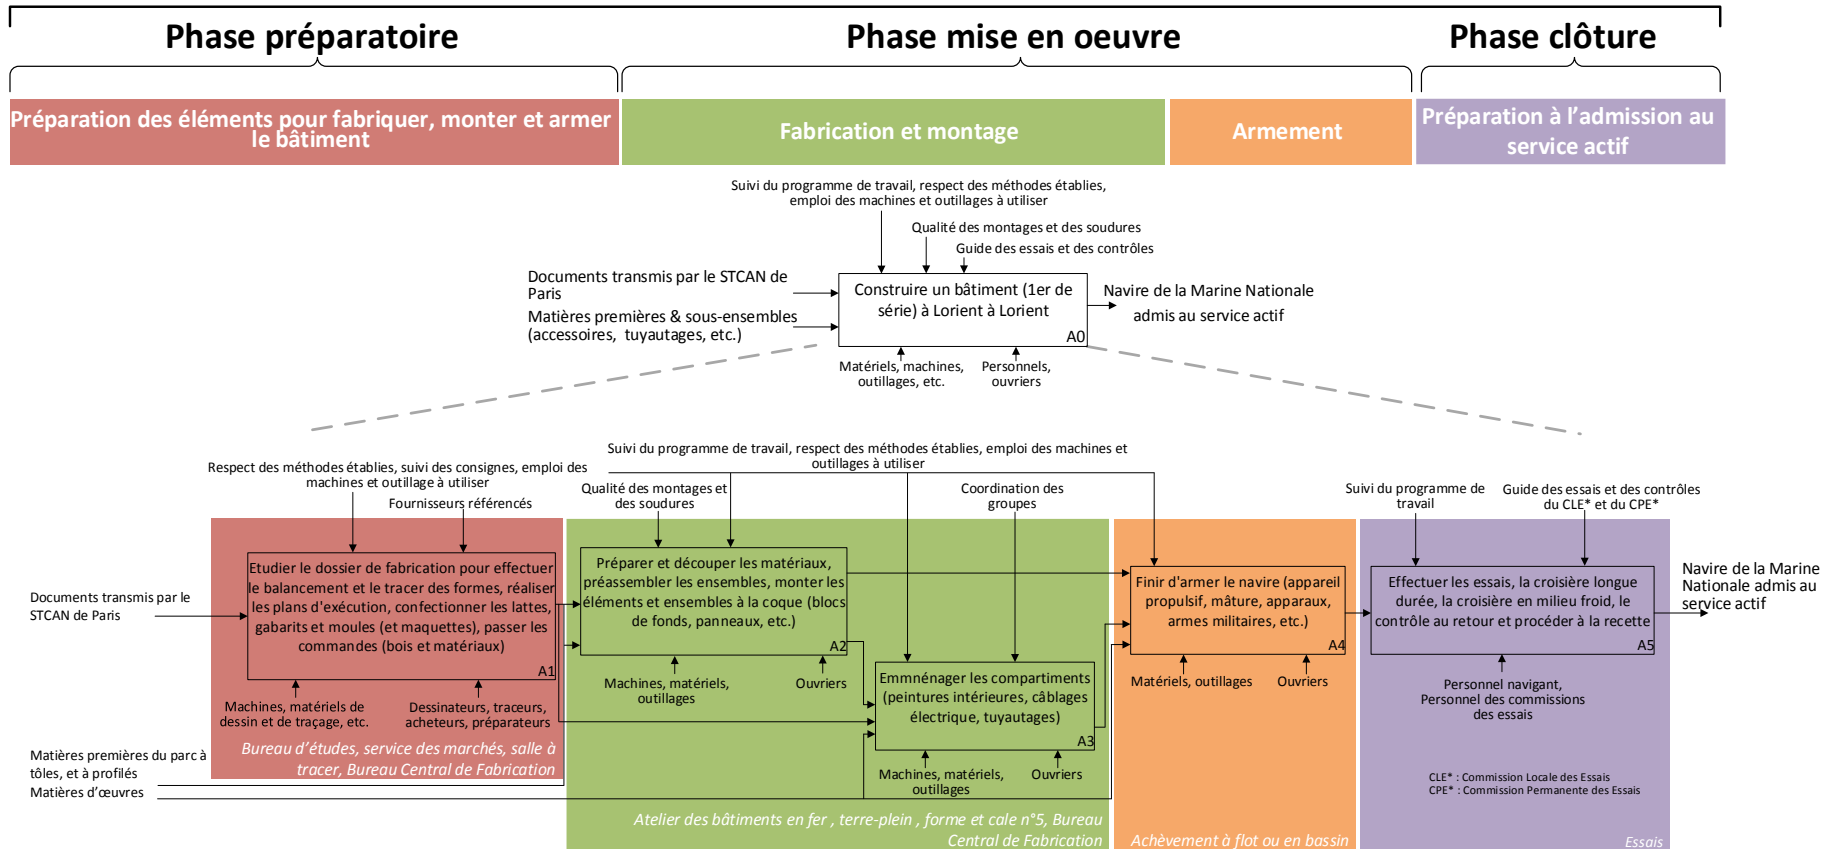 Phase préparatoire
Phase mise en oeuvre
Phase clôture
Préparation des éléments pour fabriquer, monter et armer
le bâtiment
Fabrication et montage
Armement
Préparation à l’admission au
service actif
Suivi du programme de travail, respect des méthodes établies,
emploi des machines et outillages à utiliser
Qualité des montages et des soudures
Guide des essais et des contrôles
Documents transmis par le STCAN de
Paris
Matières premières & sous-ensembles
(accessoires, tuyautages, etc.)
Construire un bâtiment (1er de
série) à Lorient à Lorient
A0
Navire de la Marine Nationale
admis au service actif
Matériels, machines,
outillages, etc.
Personnels,
ouvriers
Suivi du programme de travail, respect des méthodes établies, emploi des machines et
outillages à utiliser
Respect des méthodes établies, suivi des consignes, emploi des
machines et outillage à utiliser
Fournisseurs référencés
Qualité des montages et
des soudures
Coordination des
groupes
Suivi du programme de
travail
Guide des essais et des contrôles
du CLE* et du CPE*
Documents transmis par le
STCAN de Paris
Etudier le dossier de fabrication pour effectuer
le balancement et le tracer des formes, réaliser
les plans d'exécution, confectionner les lattes,
gabarits et moules (et maquettes), passer les
commandes (bois et matériaux)
A1
Machines, matériels de
dessin et de traçage, etc.
Dessinateurs, traceurs,
acheteurs, préparateurs
Bureau d’études, service des marchés, salle à
tracer, Bureau Central de Fabrication
Matières premières du parc à
tôles, et à profilés
Matières d’œuvres
Préparer et découper les matériaux,
préassembler les ensembles, monter les
éléments et ensembles à la coque (blocs
de fonds, panneaux, etc.)
A2
Machines, matériels,
outillages
Ouvriers
Emmnénager les compartiments
(peintures intérieures, câblages
électrique, tuyautages)
A3
Machines, matériels,
outillages
Ouvriers
Atelier des bâtiments en fer , terre-plein , forme et cale n°5, Bureau
Central de Fabrication
Finir d'armer le navire (appareil
propulsif, mâture, apparaux,
armes militaires, etc.)
A4
Matériels, outillages
Ouvriers
Achèvement à flot ou en bassin
Effectuer les essais, la croisière longue
durée, la croisière en milieu froid, le
contrôle au retour et procéder à la recette
A5
Personnel navigant,
Personnel des commissions
des essais
CLE* : Commission Locale des Essais
CPE* : Commission Permanente des Essais
Essais
Navire de la Marine
Nationale admis au
service actif